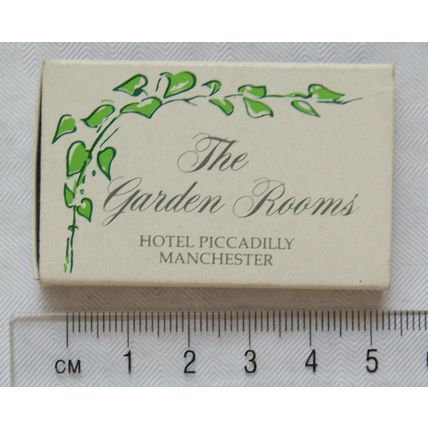 The
Garden Rooms
HOTEL PICCADILLY
MANCHESTER
CM 1 2 3 4 5